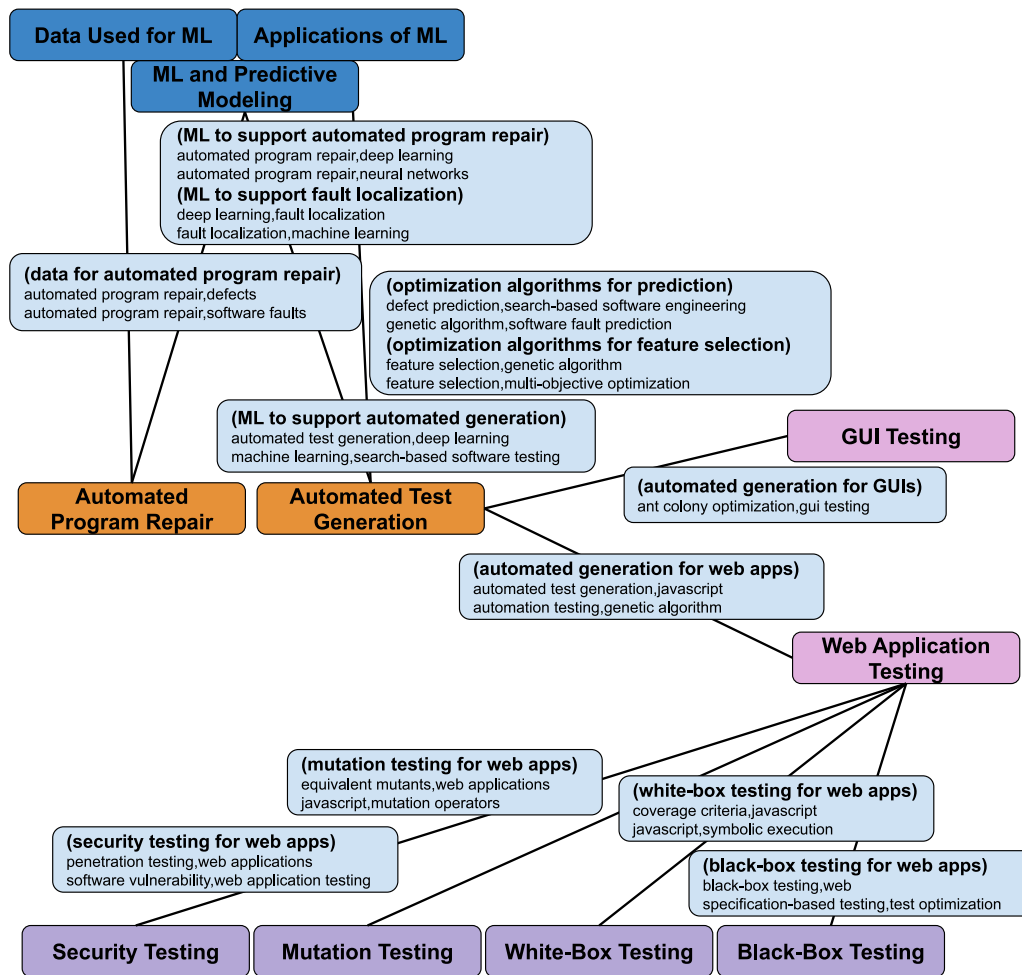 Data Used for ML
Applications of ML
ML and Predictive
Modeling
(ML to support automated program repair)
automated program repair,deep learning
automated program repair,neural networks
(ML to support fault localization)
deep learning,fault localization
fault localization,machine learning
(data for automated program repair)
automated program repair,defects
automated program repair,software faults
(optimization algorithms for prediction)
defect prediction,search-based software engineering
genetic algorithm,software fault prediction
(optimization algorithms for feature selection)
feature selection,genetic algorithm
feature selection,multi-objective optimization
(ML to support automated generation)
automated test generation,deep learning
machine learning,search-based software testing
GUI Testing
Automated
Program Repair
Automated Test
Generation
(automated generation for GUIs)
ant colony optimization,gui testing
(automated generation for web apps)
automated test generation,javascript
automation testing,genetic algorithm
Web Application
Testing
(mutation testing for web apps)
equivalent mutants,web applications
javascript,mutation operators
(white-box testing for web apps)
coverage criteria,javascript
javascript,symbolic execution
(security testing for web apps)
penetration testing,web applications
software vulnerability,web application testing
(black-box testing for web apps)
black-box testing,web
specification-based testing,test optimization
Security Testing
Mutation Testing
White-Box Testing
Black-Box Testing